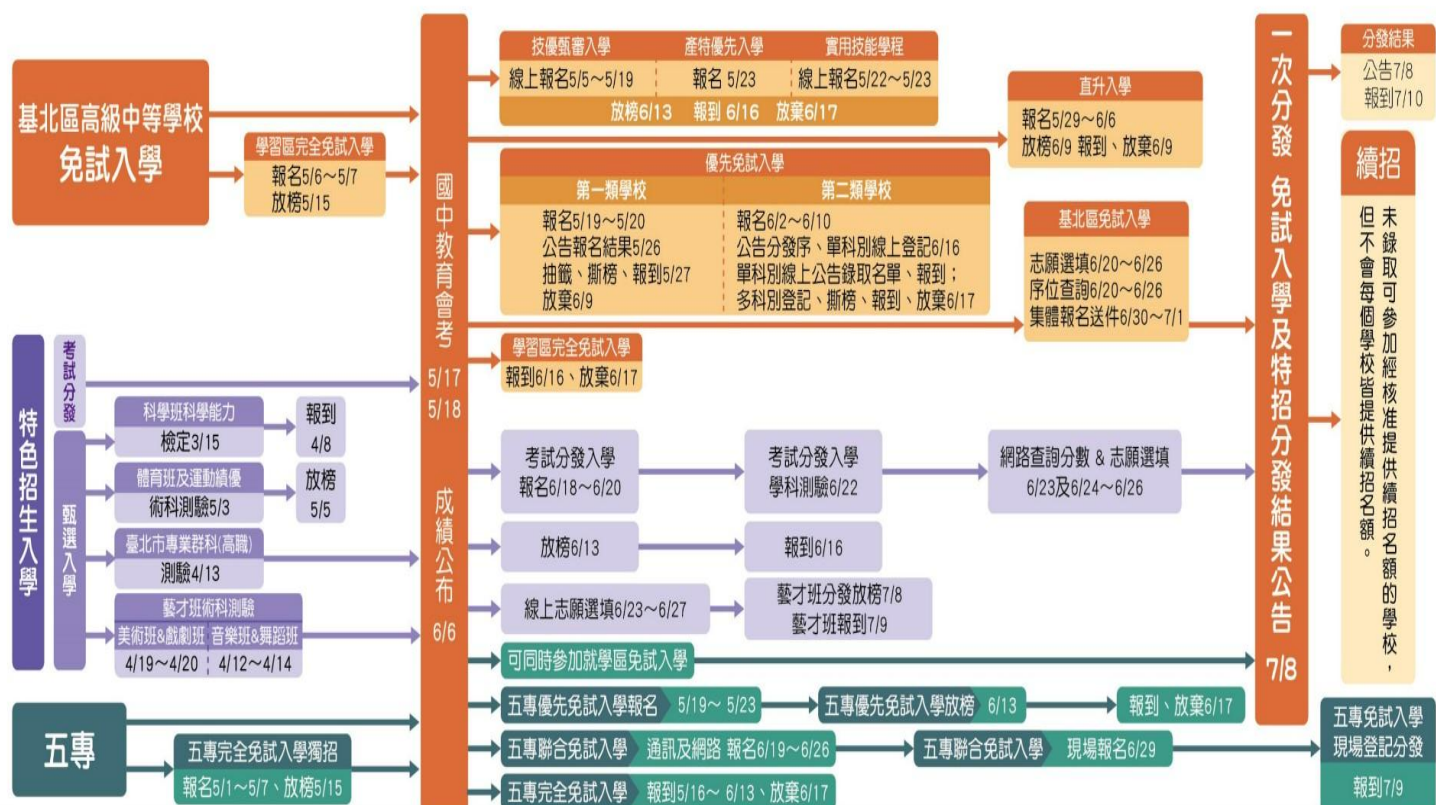 基北區高級中等學校
免試入學
學習區完全免試入學
報名5/6～5/7
放榜5/15
特色招生入學
考試分發
甄選入學
科學班科學能力
檢定3/15
報到
4/8
體育班及運動績優
術科測驗5/3
放榜
5/5
臺北市專業群科(高職)
測驗4/13
藝才班術科測驗
美術班&戲劇班 音樂班&舞蹈班
4/19～4/20 4/12～4/14
五專
五專完全免試入學獨招
報名5/1～5/7、放榜5/15
國中教育會考
5/17
5/18
成績公布
6/6
技優甄審入學 產特優先入學 實用技能學程
線上報名5/5～5/19 報名 5/23 線上報名5/22～5/23
放榜6/13 報到 6/16 放棄6/17
直升入學
報名5/29～6/6
放榜6/9 報到、放棄6/9
優先免試入學
第一類學校
報名5/19～5/20
公告報名結果5/26
抽籤、撕榜、報到5/27
放棄6/9
第二類學校
報名6/2～6/10
公告分發序、單科別線上登記6/16
單科別線上公告錄取名單、報到；
多科別登記、撕榜、報到、放棄6/17
基北區免試入學
志願選填6/20～6/26
序位查詢6/20～6/26
集體報名送件6/30～7/1
學習區完全免試入學
報到6/16、放棄6/17
考試分發入學
報名6/18～6/20
考試分發入學
學科測驗6/22
網路查詢分數 & 志願選填
6/23及6/24～6/26
放榜6/13
報到6/16
線上志願選填6/23～6/27
藝才班分發放榜7/8
藝才班報到7/9
可同時參加就學區免試入學
五專優先免試入學報名 5/19～ 5/23
五專優先免試入學放榜 6/13
報到、放棄6/17
五專聯合免試入學 通訊及網路 報名6/19～6/26
五專聯合免試入學 現場報名6/29
五專完全免試入學 報到5/16～ 6/13、放棄6/17
一次分發 免試入學及特招分發結果公告
7/8
分發結果
公告7/8
報到7/10
續招
未錄取可參加經核准提供續招名額的學校，
但不會每個學校皆提供續招名額。
五專免試入學
現場登記分發
報到7/9